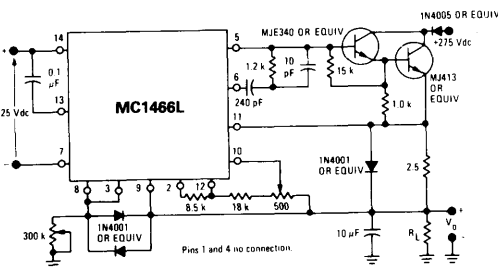 1N4005 OR EQUIV
+275 Vdc
MJE340 OR EQUIV
14
5
+
0.1
µF
1.2 k
10
pF
15 k
MJ413
OR
EQUIV
6
240 pF
1.0 k
25 Vdc
13
MC1466L
11
7
10
1N4001
OR EQUIV
2.5
8
3
9
2
12
8.5 k
18 k
500
+
300 k
1N4001
OR EQUIV
Pins 1 and 4 no connection.
10 µF
RL
VO
-